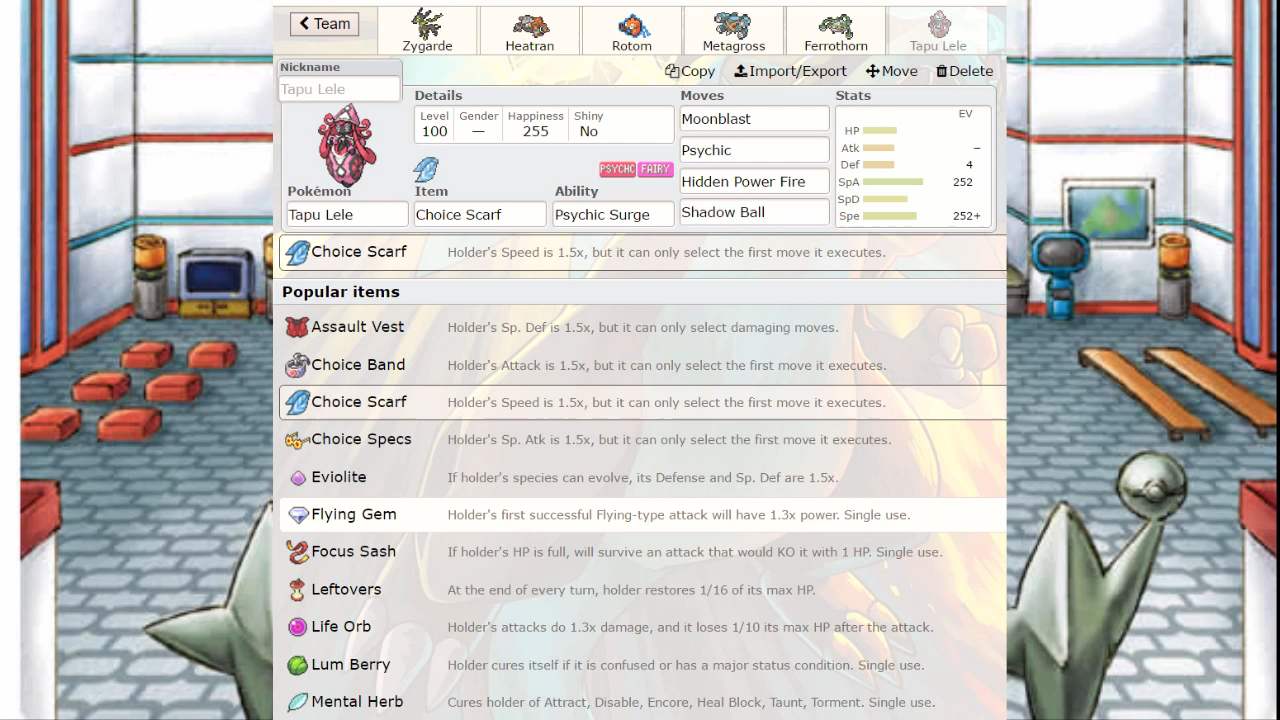 Team
Zygarde
Heatran
Rotom
Metagross
Ferrothorn
Tapu Lele
Nickname
Tapu Lele
Copy
Import/Export
Move
Delete
Details
Level
100
Gender
—
Happiness
255
Shiny
No
PSYCHC
FAIRY
Pokémon
Tapu Lele
Item
Choice Scarf
Ability
Psychic Surge
Moves
Moonblast
Psychic
Hidden Power Fire
Shadow Ball
Stats
EV
HP
Atk –
Def 4
SpA 252
SpD
Spe 252+
Choice Scarf Holder's Speed is 1.5x, but it can only select the first move it executes.
Popular items
Assault Vest Holder's Sp. Def is 1.5x, but it can only select damaging moves.
Choice Band Holder's Attack is 1.5x, but it can only select the first move it executes.
Choice Scarf Holder's Speed is 1.5x, but it can only select the first move it executes.
Choice Specs Holder's Sp. Atk is 1.5x, but it can only select the first move it executes.
Eviolite If holder's species can evolve, its Defense and Sp. Def are 1.5x.
Flying Gem Holder's first successful Flying-type attack will have 1.3x power. Single use.
Focus Sash If holder's HP is full, will survive an attack that would KO it with 1 HP. Single use.
Leftovers At the end of every turn, holder restores 1/16 of its max HP.
Life Orb Holder's attacks do 1.3x damage, and it loses 1/10 its max HP after the attack.
Lum Berry Holder cures itself if it is confused or has a major status condition. Single use.
Mental Herb Cures holder of Attract, Disable, Encore, Heal Block, Taunt, Torment. Single use.